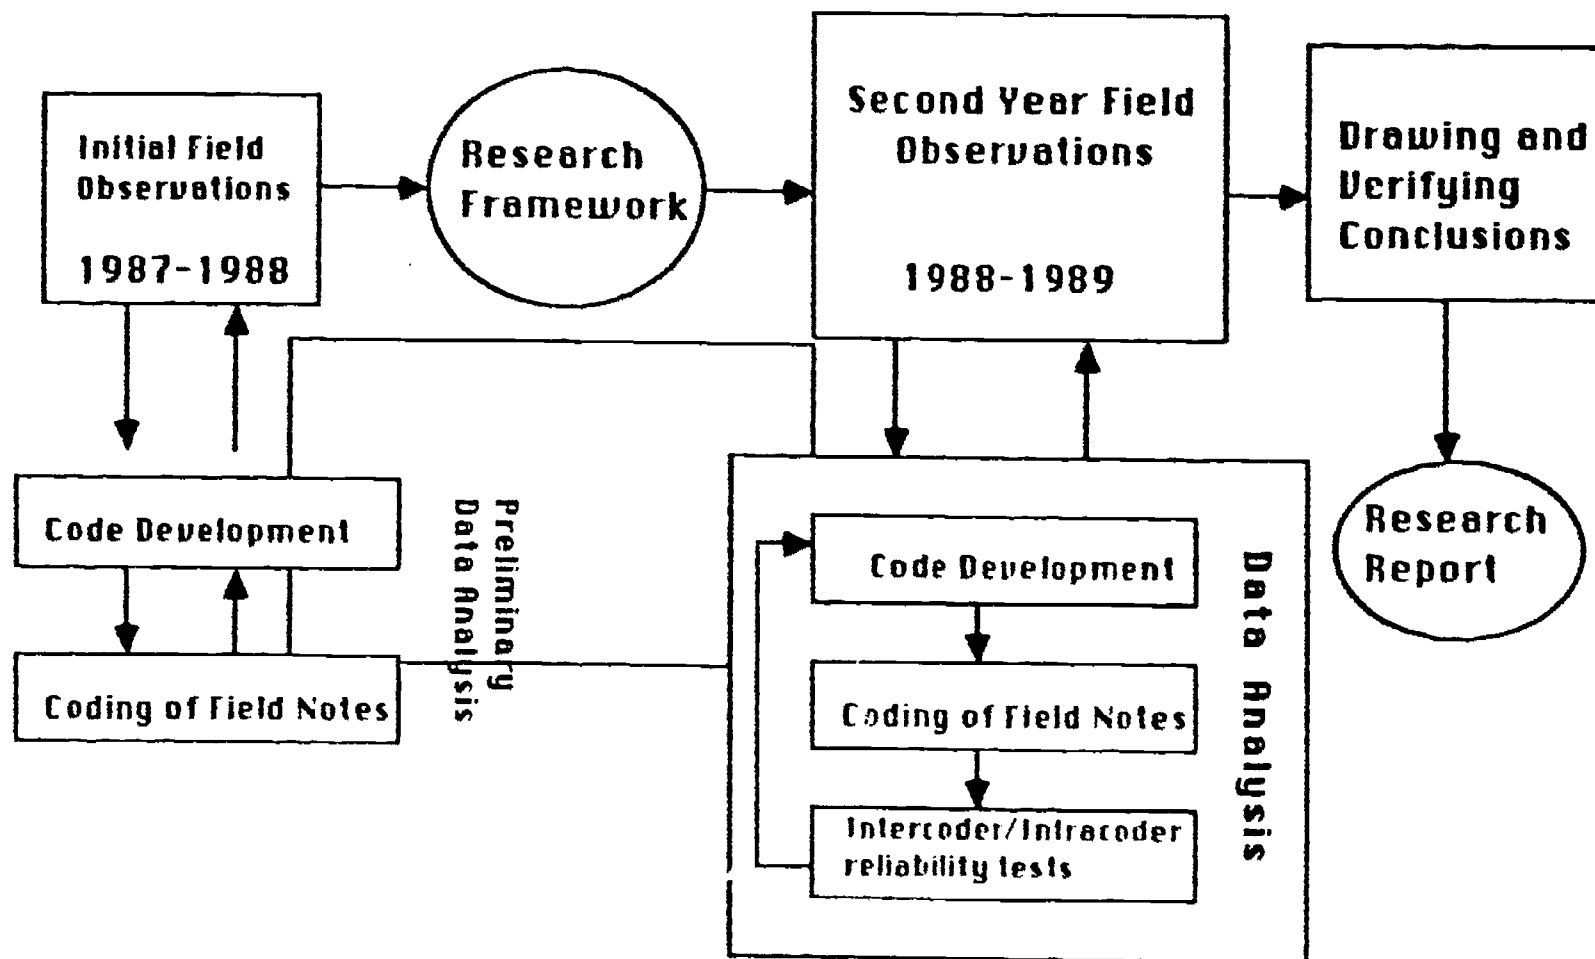 Initial Field
Observations
1987-1988
Research
Framework
Second Year Field
Observations
1988-1989
Drawing and
Verifying
Conclusions
Code Development
Coding of Field Notes
Preliminary
Data Analysis
Code Development
Coding of Field Notes
Intercoder/Intracoder
reliability tests
Data Analysis
Research
Report